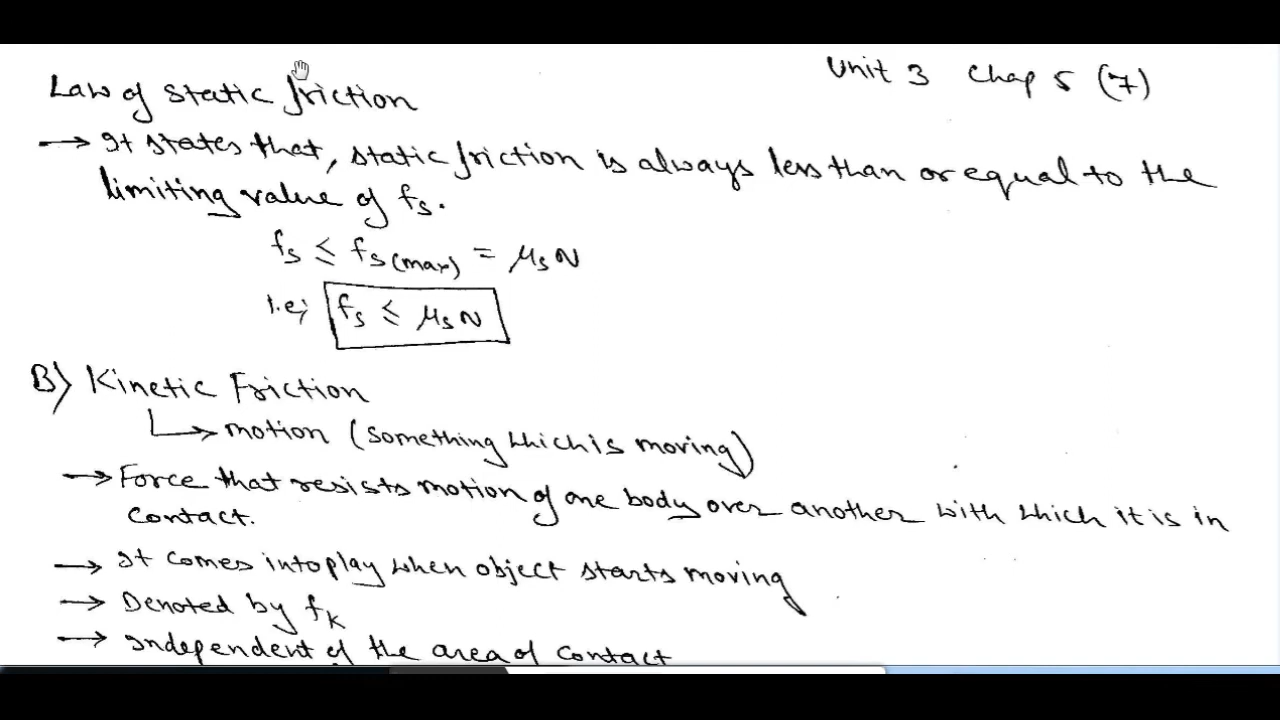 Unit 3 Chap 5 (7)
Law of static friction
→ It states that, static friction is always less than or equal to the
limiting value of fs.
fs ≤ fs(max) = μsN
i.e; fs ≤ μsN
B) Kinetic Friction
↳ motion (something which is moving)
→ Force that resists motion of one body over another with which it is in
contact.
→ It comes into play when object starts moving
→ Denoted by fk
→ Independent of the area of contact